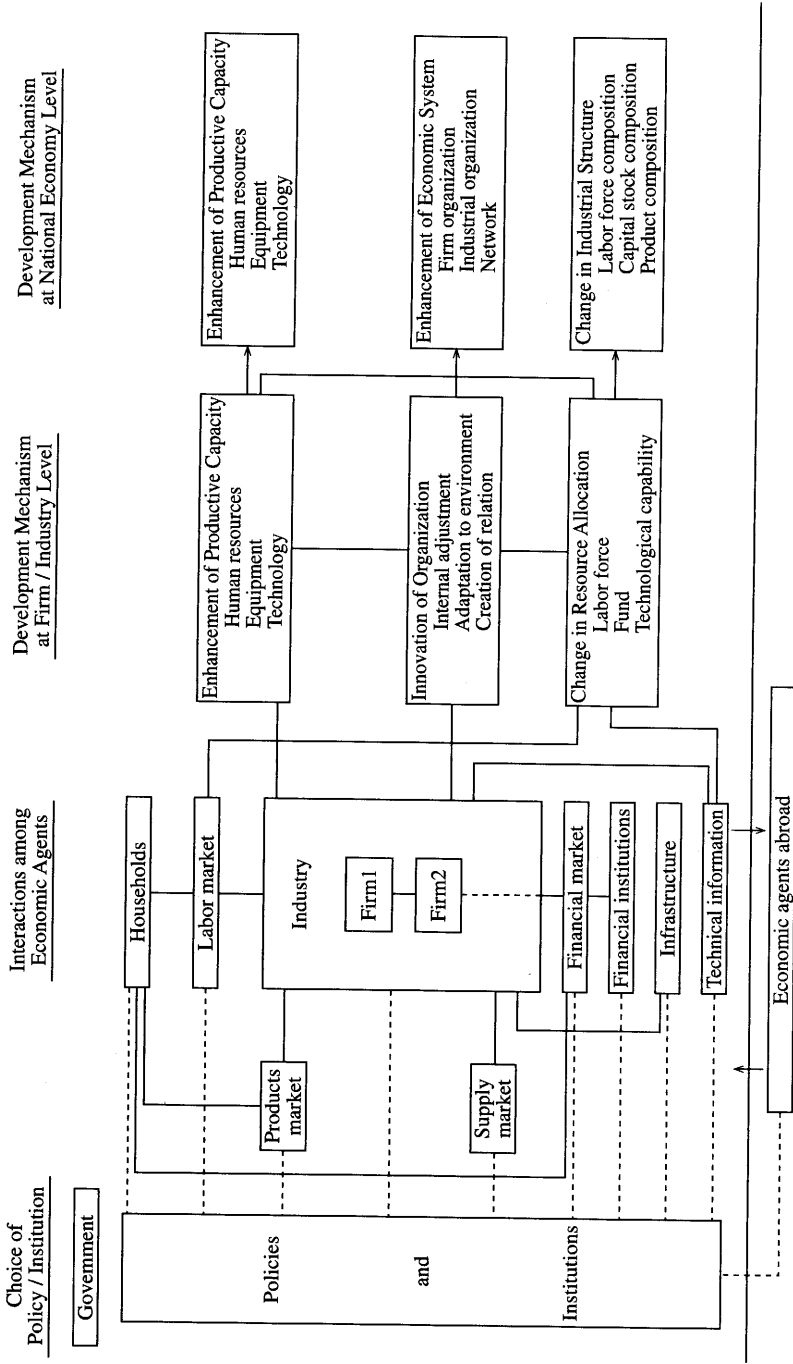 Choice of
Policy / Institution
Interactions among
Economic Agents
Development Mechanism
at Firm / Industry Level
Development Mechanism
at National Economy Level
Government
Policies
and
Institutions
Products
market
Supply
market
Households
Labor market
Industry
Firm1
Firm2
Financial market
Financial institutions
Infrastructure
Technical information
Enhancement of Productive Capacity
Human resources
Equipment
Technology
Innovation of Organization
Internal adjustment
Adaptation to environment
Creation of relation
Change in Resource Allocation
Labor force
Fund
Technological capability
Enhancement of Productive Capacity
Human resources
Equipment
Technology
Enhancement of Economic System
Firm organization
Industrial organization
Network
Change in Industrial Structure
Labor force composition
Capital stock composition
Product composition
Economic agents abroad